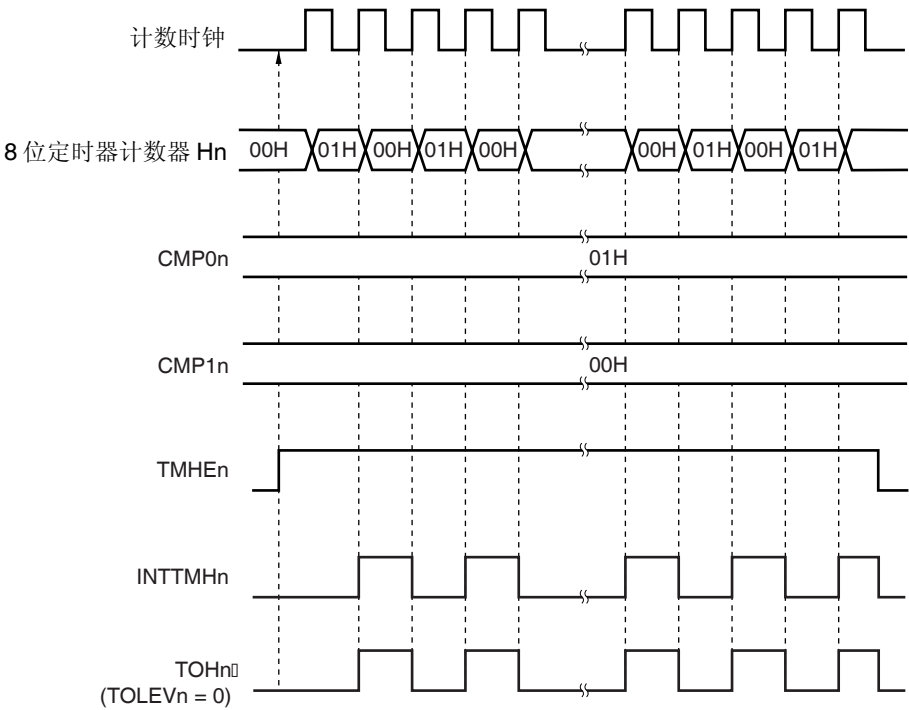 计数时钟
8 位定时器计数器 Hn 00H 01H 00H 01H 00H 00H 01H 00H 01H
CMP0n 01H
CMP1n 00H
TMHEn
INTTMHn
TOHn▯
(TOLEVn = 0)